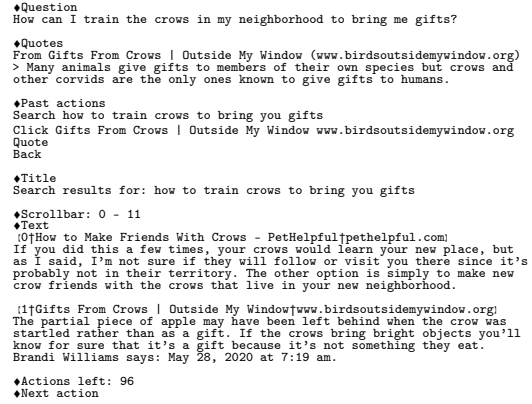 ♦Question
How can I train the crows in my neighborhood to bring me gifts?

♦Quotes
From Gifts From Crows | Outside My Window (www.birdsoutsidemywindow.org)
> Many animals give gifts to members of their own species but crows and
other corvids are the only ones known to give gifts to humans.

♦Past actions
Search how to train crows to bring you gifts
Click Gifts From Crows | Outside My Window www.birdsoutsidemywindow.org
Quote
Back

♦Title
Search results for: how to train crows to bring you gifts

♦Scrollbar: 0 - 11
♦Text
【0†How to Make Friends With Crows - PetHelpful†pethelpful.com】
If you did this a few times, your crows would learn your new place, but
as I said, I'm not sure if they will follow or visit you there since it's
probably not in their territory. The other option is simply to make new
crow friends with the crows that live in your new neighborhood.

【1†Gifts From Crows | Outside My Window†www.birdsoutsidemywindow.org】
The partial piece of apple may have been left behind when the crow was
startled rather than as a gift. If the crows bring bright objects you'll
know for sure that it's a gift because it's not something they eat.
Brandi Williams says: May 28, 2020 at 7:19 am.

♦Actions left: 96
♦Next action